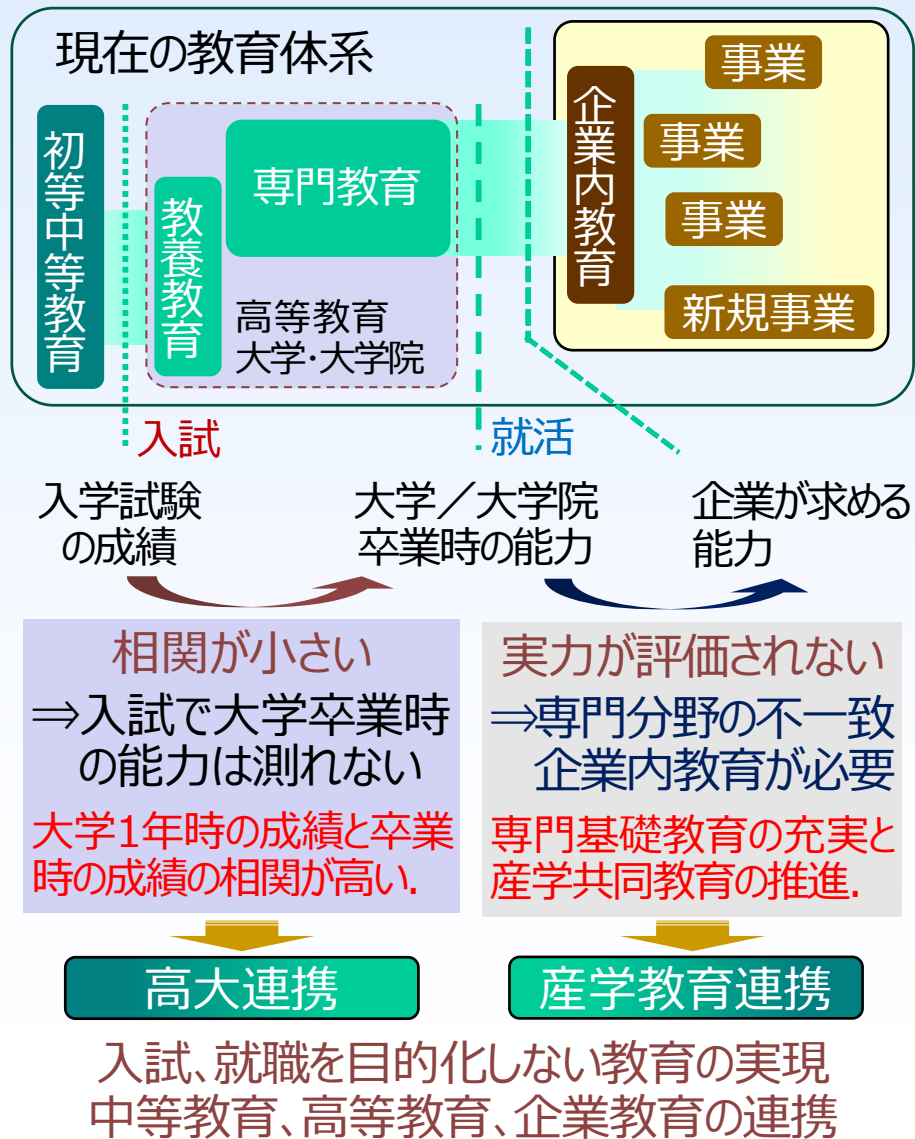 現在の教育体系
初等中等教育
教養教育
専門教育
高等教育
大学・大学院
企業内教育
事業
事業
事業
新規事業
入試
就活
入学試験
の成績
大学／大学院
卒業時の能力
企業が求める
能力
相関が小さい
⇒入試で大学卒業時
の能力は測れない
大学1年時の成績と卒業
時の成績の相関が高い.
実力が評価されない
⇒専門分野の不一致
企業内教育が必要
専門基礎教育の充実と
産学共同教育の推進.
高大連携
産学教育連携
入試、就職を目的化しない教育の実現
中等教育、高等教育、企業教育の連携